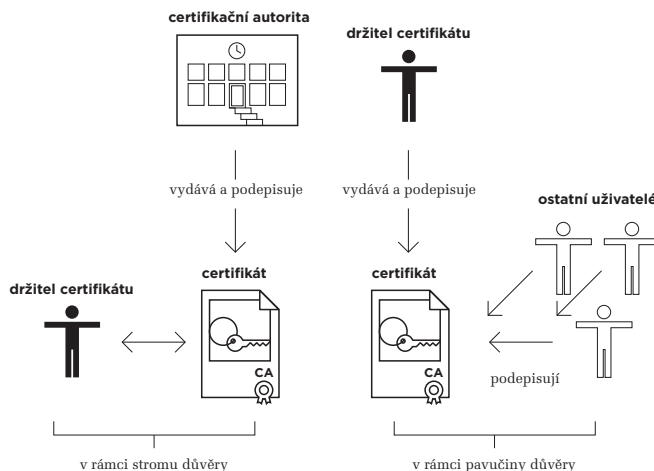 certifikační autorita
držitel certifikátu
vydává a podepisuje
vydává a podepisuje
ostatní uživatelé
certifikát
certifikát
držitel certifikátu
CA
CA
podepisují
v rámci stromu důvěry
v rámci pavučiny důvěry